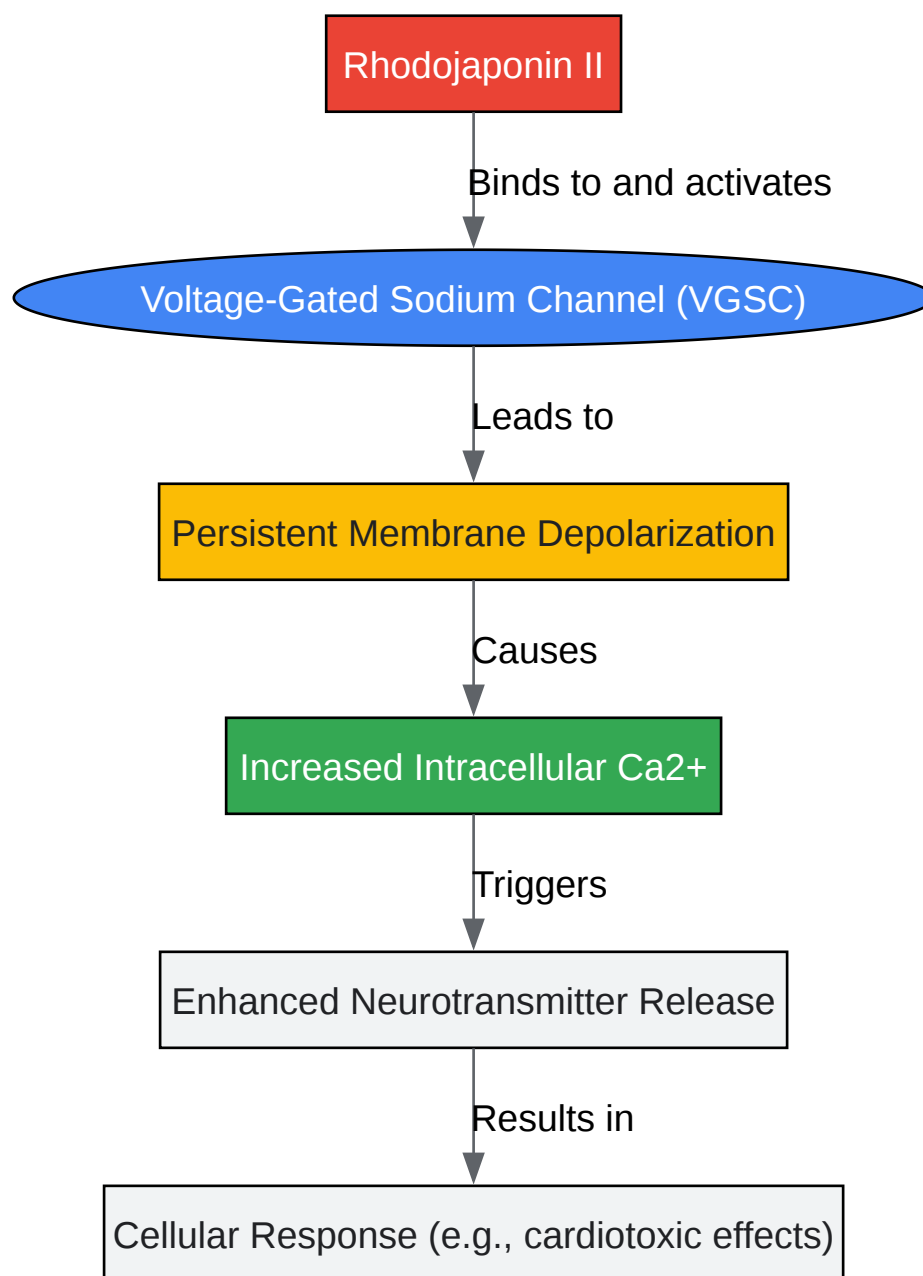 Rhodojaponin II
Binds to and activates
Voltage-Gated Sodium Channel (VGSC)
Leads to
Persistent Membrane Depolarization
Causes
Increased Intracellular Ca2+
Triggers
Enhanced Neurotransmitter Release
Results in
Cellular Response (e.g., cardiotoxic effects)